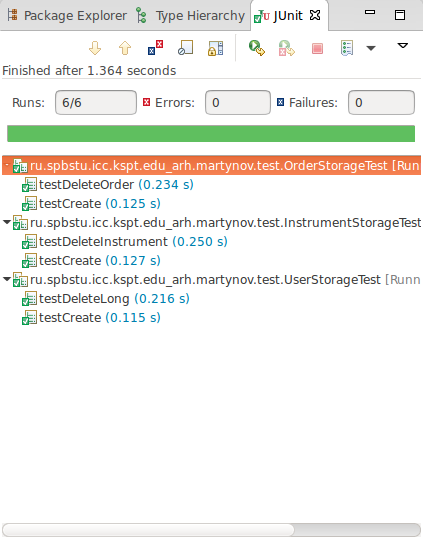 Package Explorer Type Hierarchy JUnit
Finished after 1.364 seconds
Runs: 6/6 Errors: 0 Failures: 0
ru.spbstu.icc.kspt.edu_arh.martynov.test.OrderStorageTest [Run
testDeleteOrder (0.234 s)
testCreate (0.125 s)
ru.spbstu.icc.kspt.edu_arh.martynov.test.InstrumentStorageTest
testDeleteInstrument (0.250 s)
testCreate (0.127 s)
ru.spbstu.icc.kspt.edu_arh.martynov.test.UserStorageTest [Runn
testDeleteLong (0.216 s)
testCreate (0.115 s)